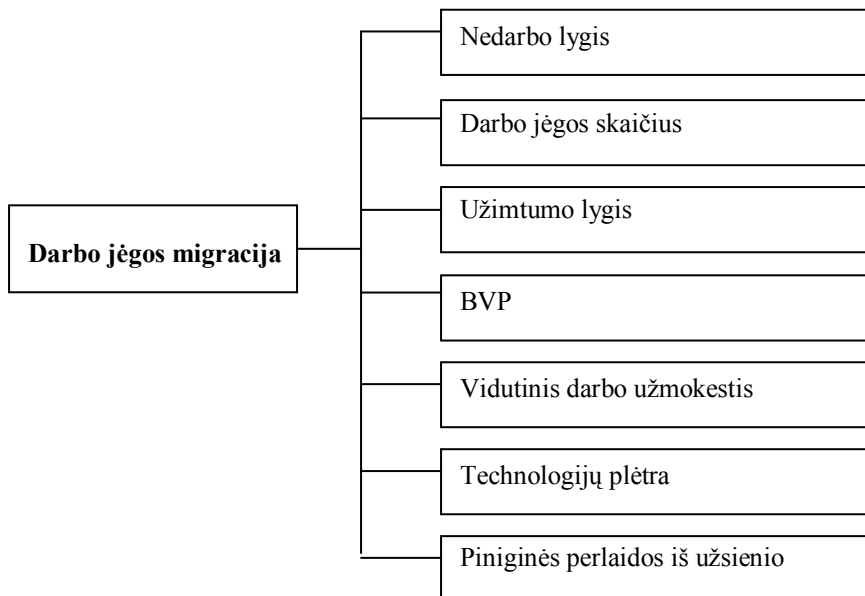 Nedarbo lygis
Darbo jėgos skaičius
Užimtumo lygis
Darbo jėgos migracija
BVP
Vidutinis darbo užmokestis
Technologijų plėtra
Piniginės perlaidos iš užsienio